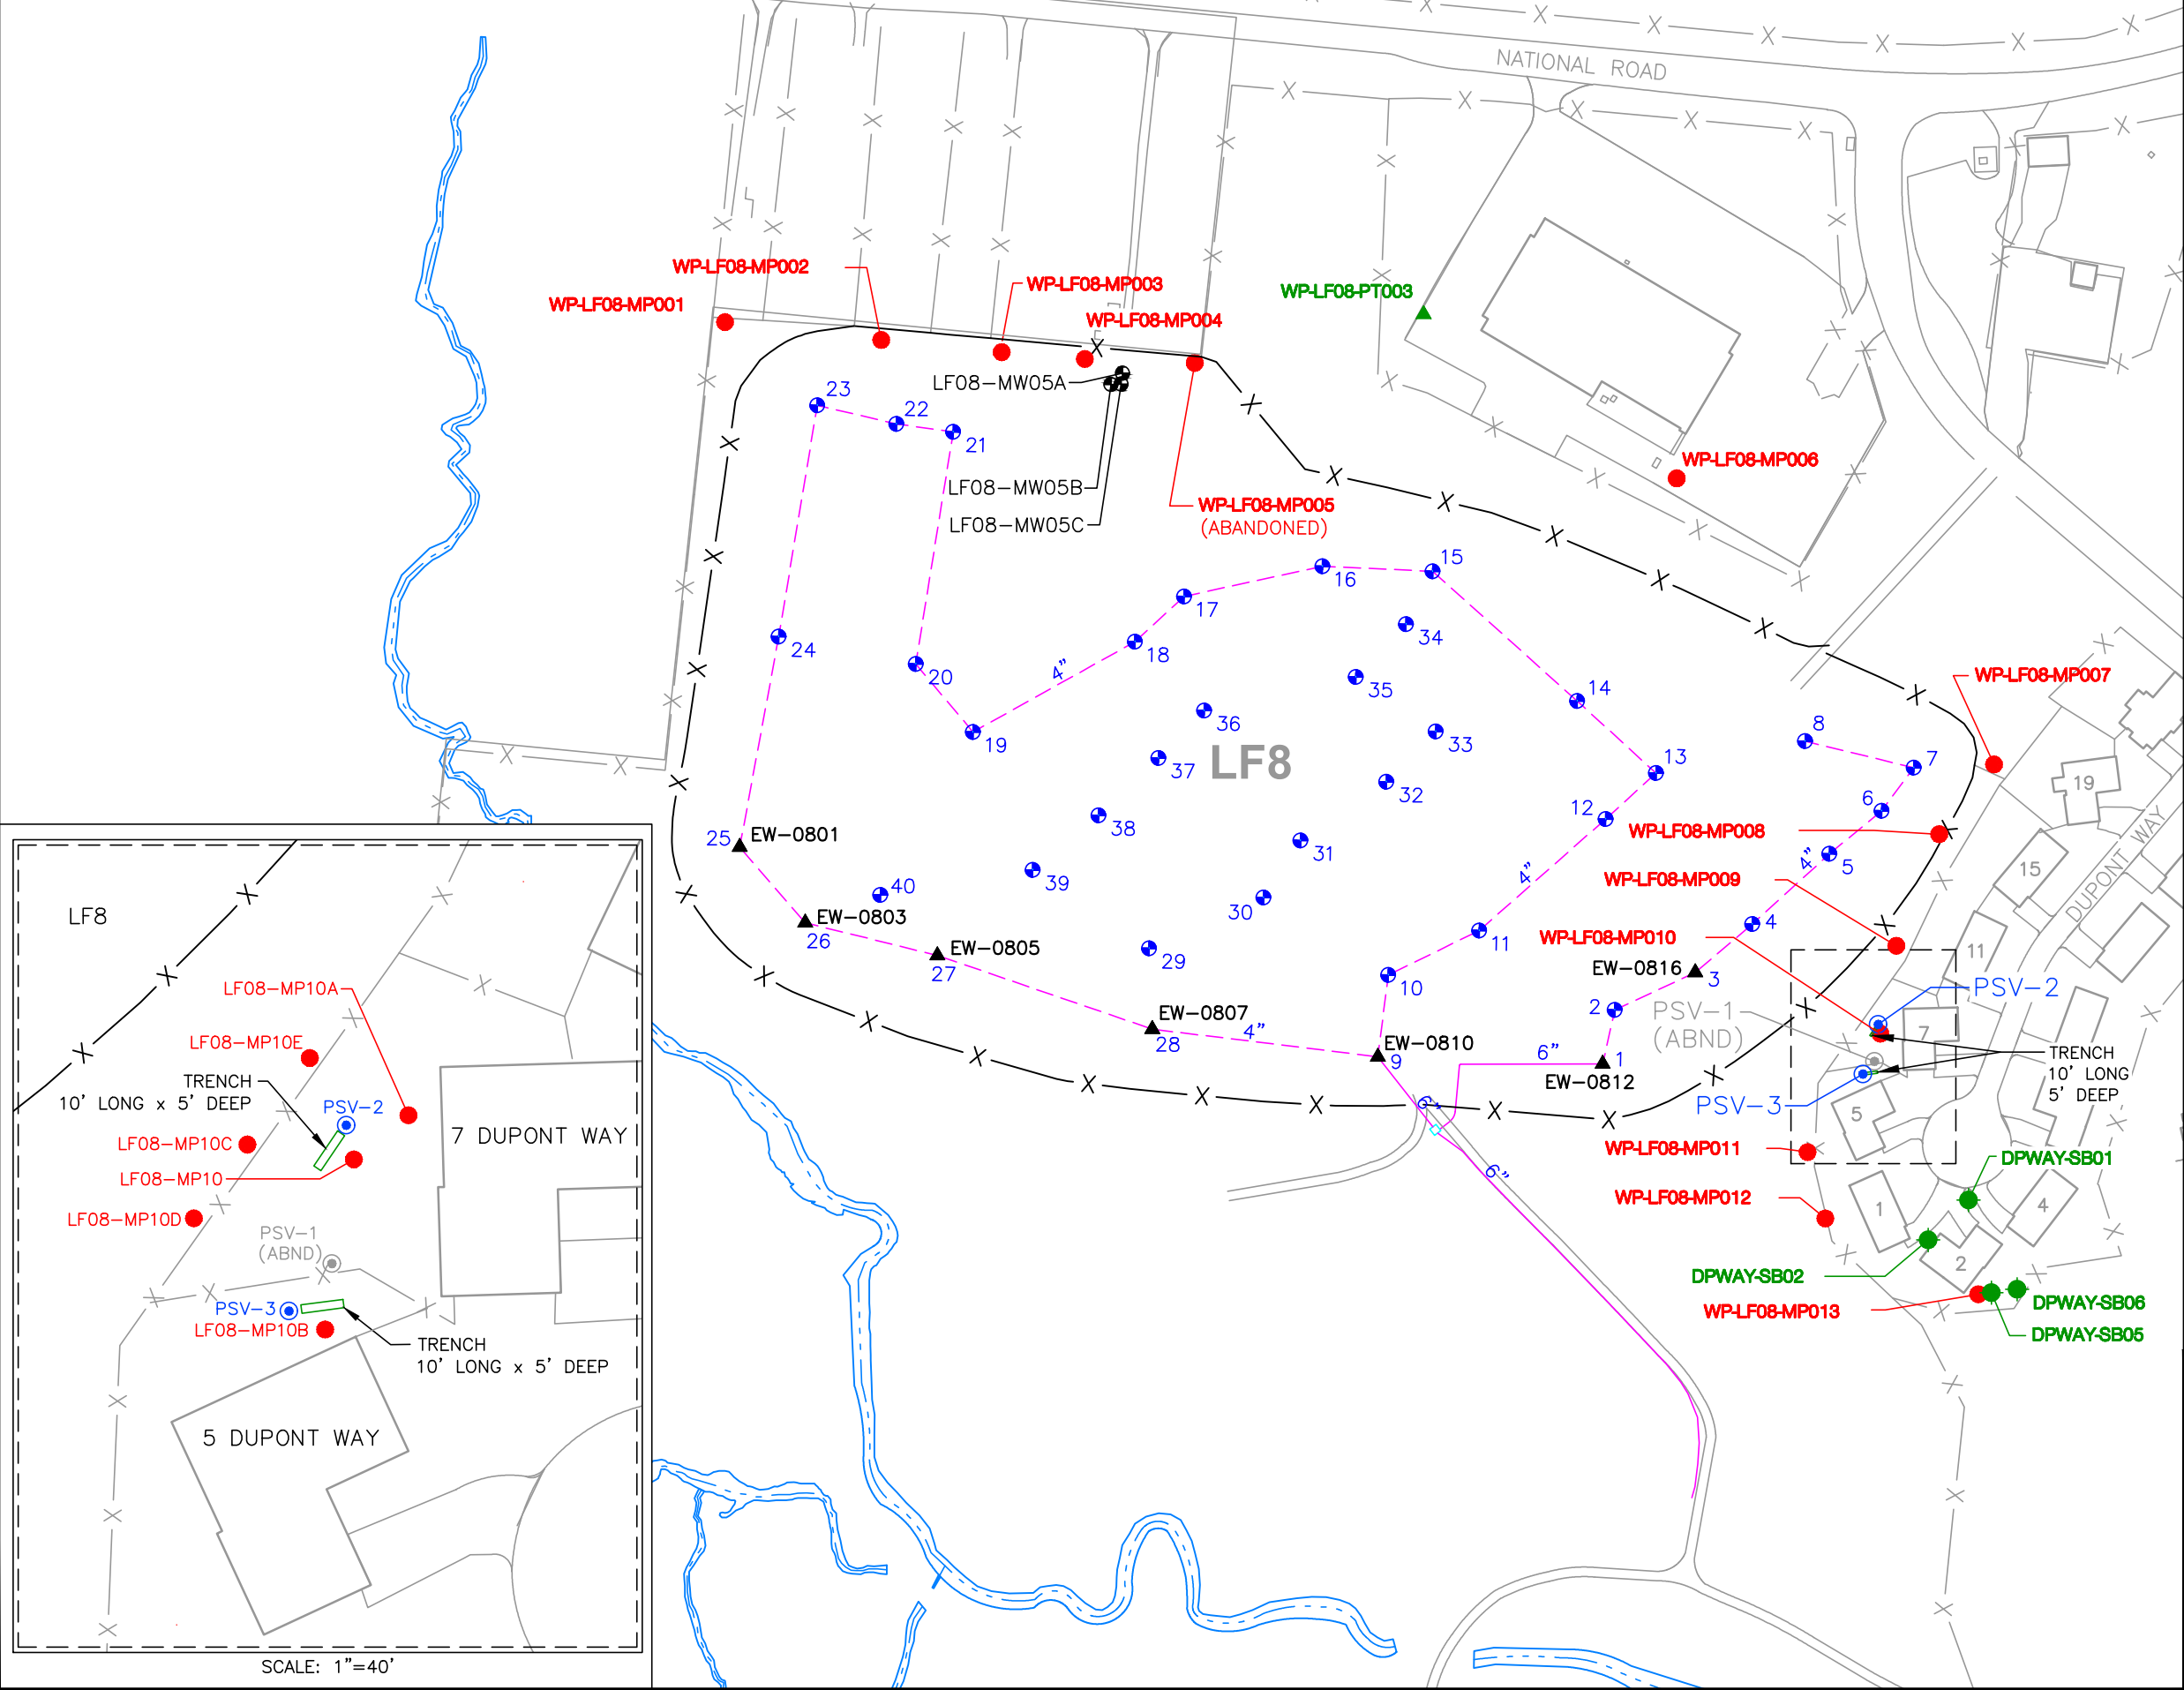 NATIONAL ROAD
WP-LF08-MP002
WP-LF08-MP001
WP-LF08-MP003
WP-LF08-MP004
WP-LF08-PT003
LF08-MW05A
23
22
21
WP-LF08-MP006
LF08-MW05B
LF08-MW05C
WP-LF08-MP005
(ABANDONED)
15
16
17
34
24
18
20
4"
35
WP-LF08-MP007
14
36
19
33
8
7
37
LF8
13
32
6
12
19
38
25
EW-0801
31
WP-LF08-MP008
4"
5
39
40
4"
WP-LF08-MP009
15
DUPONT WAY
30
EW-0803
26
4
11
WP-LF08-MP010
11
EW-0805
27
29
10
EW-0816
3
PSV-2
EW-0807
28
4"
2
PSV-1
(ABND)
7
EW-0810
9
6"
1
EW-0812
TRENCH
10' LONG
5' DEEP
6"
PSV-3
5
WP-LF08-MP011
6"
DPWAY-SB01
WP-LF08-MP012
1
4
2
DPWAY-SB02
WP-LF08-MP013
DPWAY-SB06
DPWAY-SB05
LF8
LF08-MP10A
LF08-MP10E
TRENCH
10' LONG x 5' DEEP
PSV-2
7 DUPONT WAY
LF08-MP10C
LF08-MP10
LF08-MP10D
PSV-1
(ABND)
PSV-3
LF08-MP10B
TRENCH
10' LONG x 5' DEEP
5 DUPONT WAY
SCALE: 1"=40'